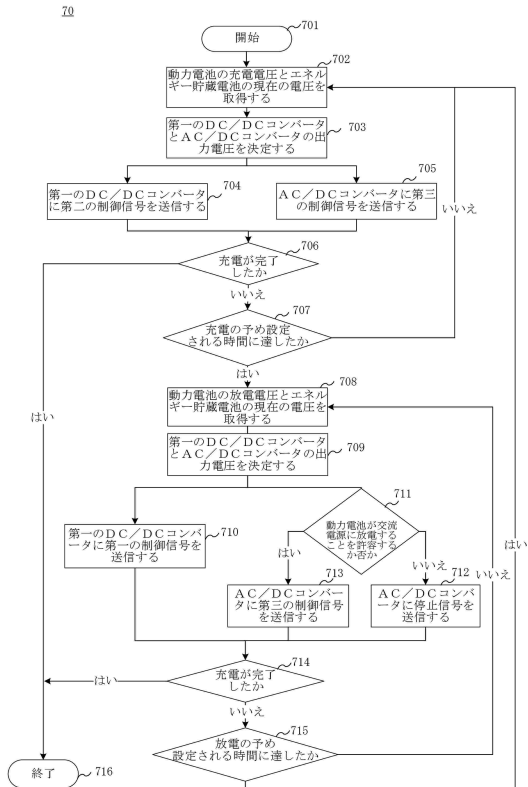 70
開始
701
702
動力電池の充電電圧とエネル
ギー貯蔵電池の現在の電圧を
取得する
703
第一のDC/DCコンバータ
とAC/DCコンバータの出
力電圧を決定する
704
第一のDC/DCコンバータ
に第二の制御信号を送信する
705
AC/DCコンバータに第三
の制御信号を送信する
いいえ
706
充電が完了
したか
いいえ
707
充電の予め設定
される時間に達したか
はい
はい
708
動力電池の放電電圧とエネル
ギー貯蔵電池の現在の電圧を
取得する
709
第一のDC/DCコンバータ
とAC/DCコンバータの出
力電圧を決定する
710
第一のDC/DCコンバ
ータに第一の制御信号を
送信する
711
動力電池が交流
電源に放電する
ことを許容する
か否か
はい
いいえ
713
AC/DCコンバー
タに第三の制御信号
を送信する
712
AC/DCコンバ
ータに停止信号を
送信する
いいえ
はい
714
充電が完了
したか
はい
いいえ
715
放電の予め
設定される時間に達したか
終了
716